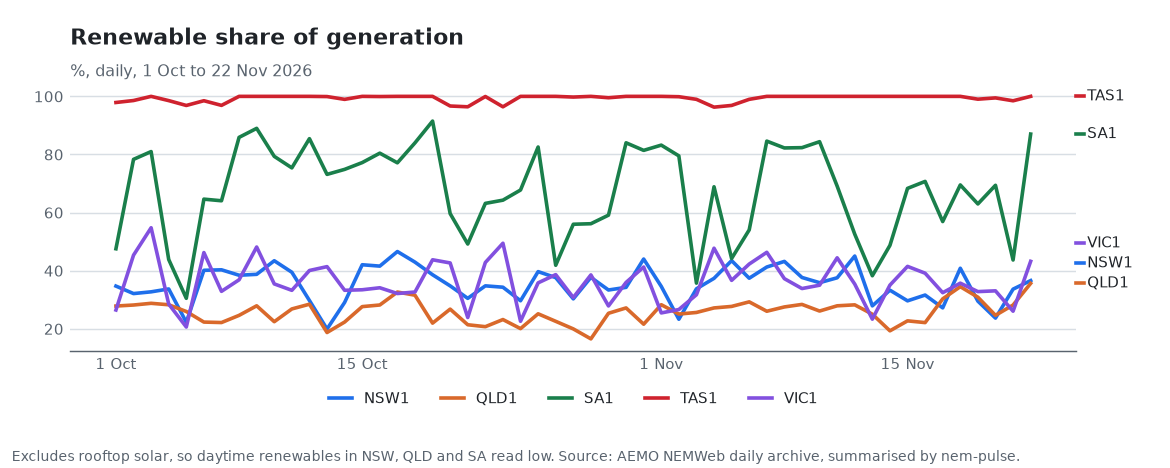 Renewable share of generation
%, daily, 1 Oct to 22 Nov 2026
100
80
60
40
20
TAS1
SA1
VIC1
NSW1
QLD1
1 Oct
15 Oct
1 Nov
15 Nov
NSW1
QLD1
SA1
TAS1
VIC1
Excludes rooftop solar, so daytime renewables in NSW, QLD and SA read low. Source: AEMO NEMWeb daily archive, summarised by nem-pulse.